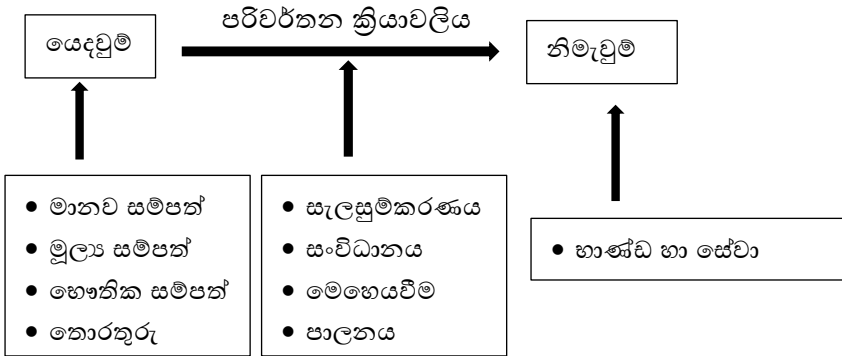 පරිවර්තන ක්‍රියාවලිය
යෙදවුම්
නිමැවුම්
● මානව සම්පත්
● මූල්‍ය සම්පත්
● භෞතික සම්පත්
● තොරතුරු
● සැලසුම්කරණය
● සංවිධානය
● මෙහෙයවීම
● පාලනය
● භාණ්ඩ හා සේවා